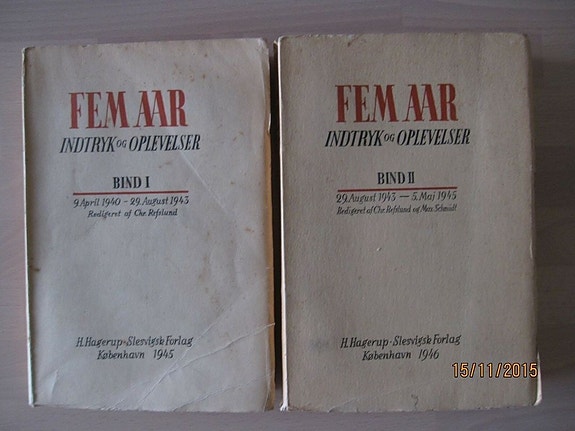 FEM AAR
INDTRYK OG OPLEVELSER
BIND I
9. April 1940 - 29. August 1943
Redigeret af Chr. Refslund
H. Hagerup · Slesvigsk Forlag
København 1945
FEM AAR
INDTRYK OG OPLEVELSER
BIND II
29. August 1943 — 5. Maj 1945
Redigeret af Chr. Refslund og Max Schmidt
H. Hagerup · Slesvigsk Forlag
København 1946
15/11/2015